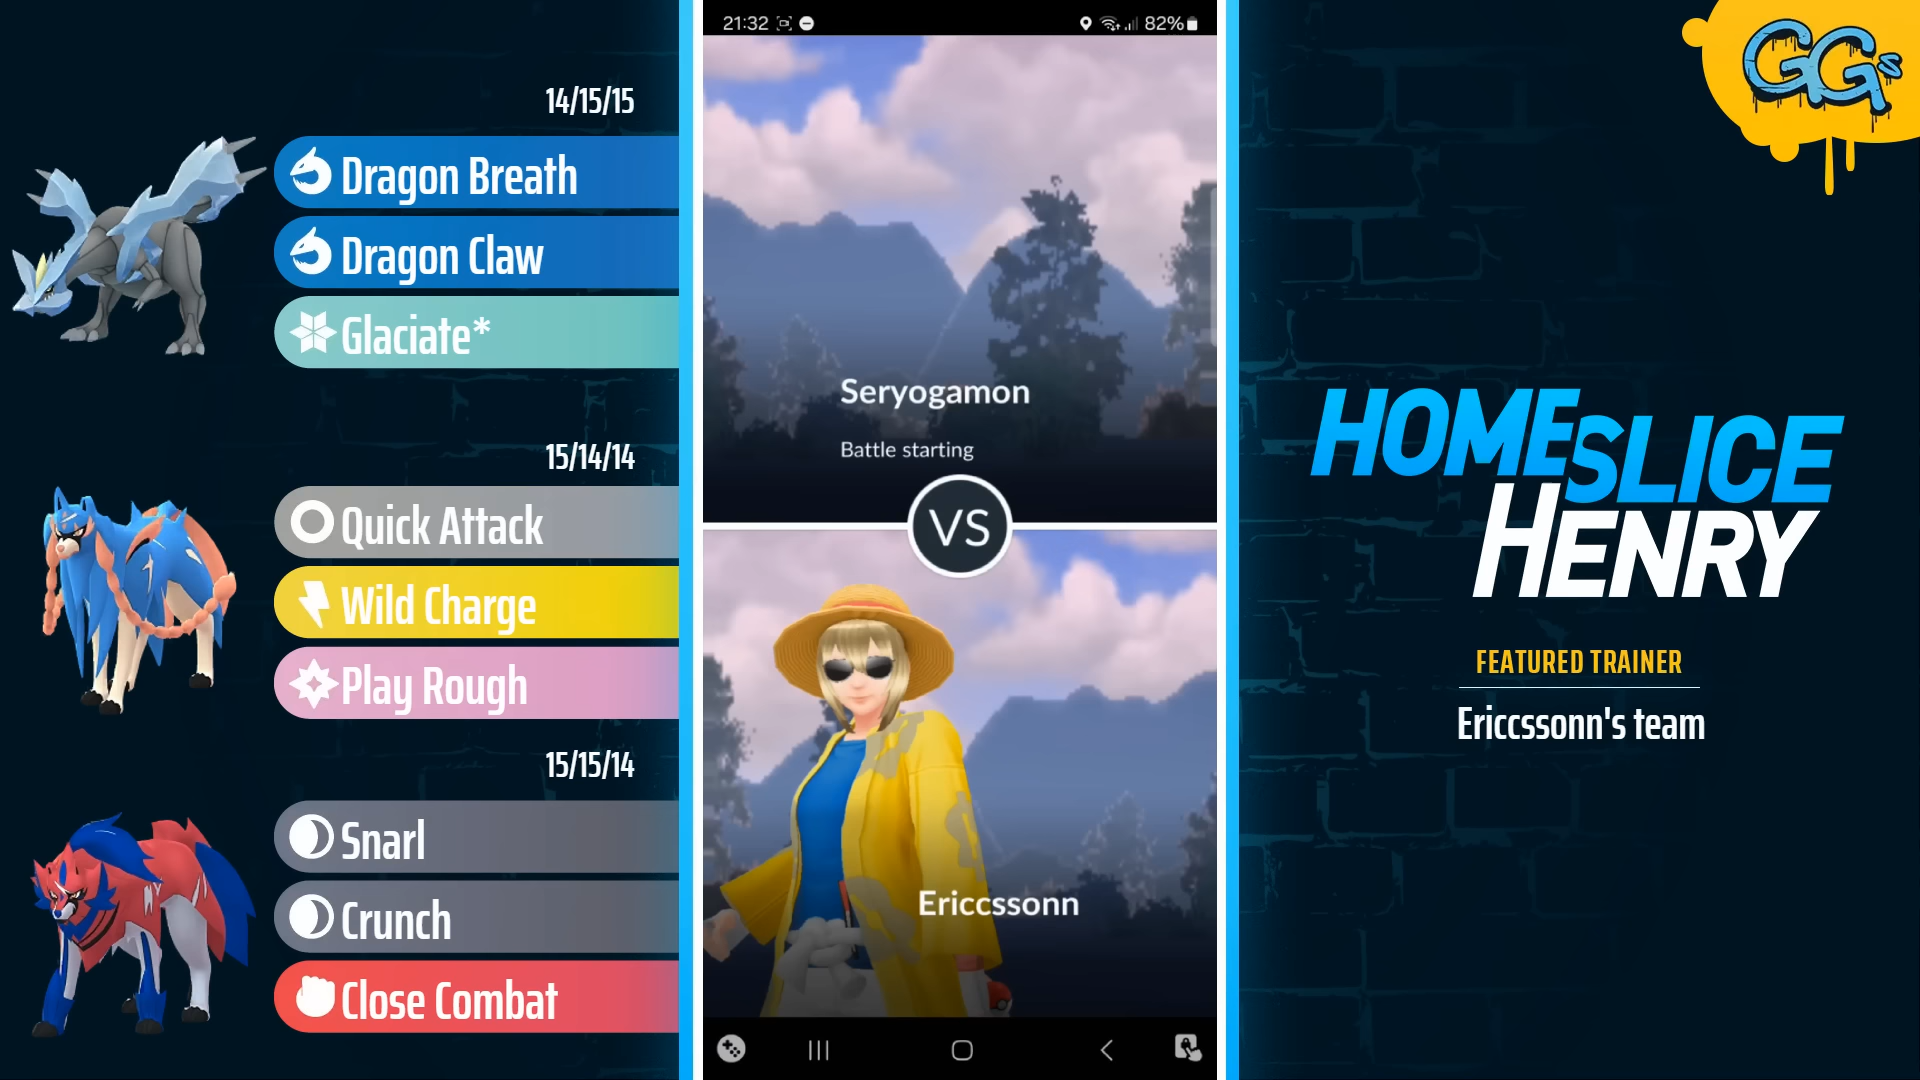 14/15/15
Dragon Breath
Dragon Claw
Glaciate*
15/14/14
Quick Attack
Wild Charge
Play Rough
15/15/14
Snarl
Crunch
Close Combat
21:32
82%
Seryogamon
Battle starting
VS
Ericcssonn
GGs
HOMESLICE
HENRY
FEATURED TRAINER
Ericcssonn's team